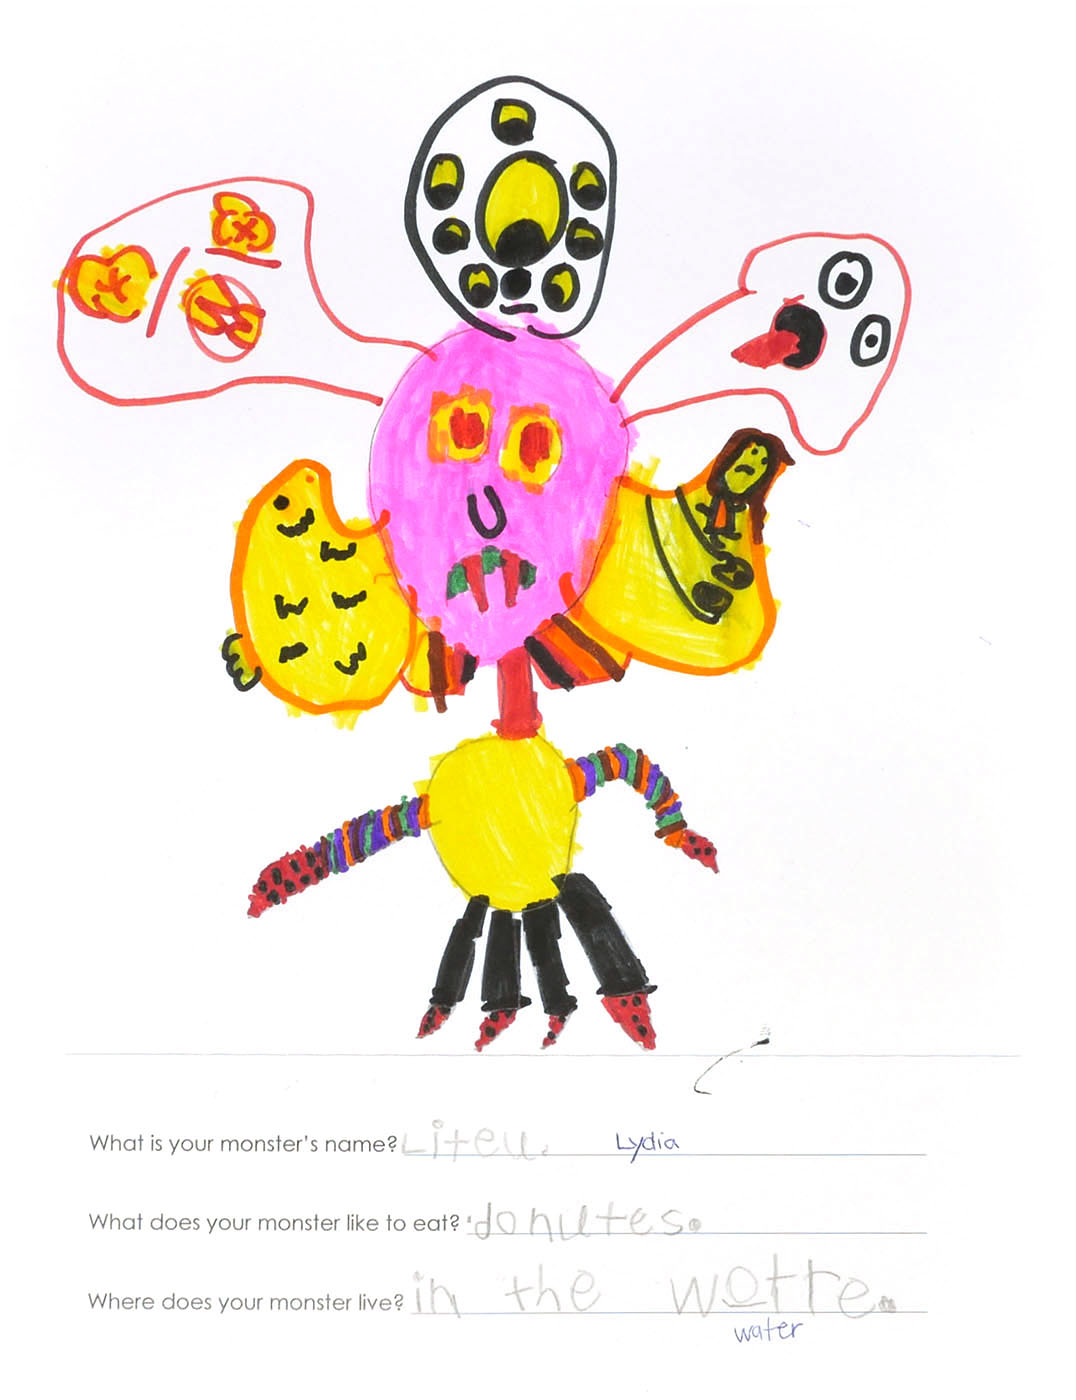 What is your monster's name? Liteu. Lydia
What does your monster like to eat? donutes.
Where does your monster live? in the wottre.
water